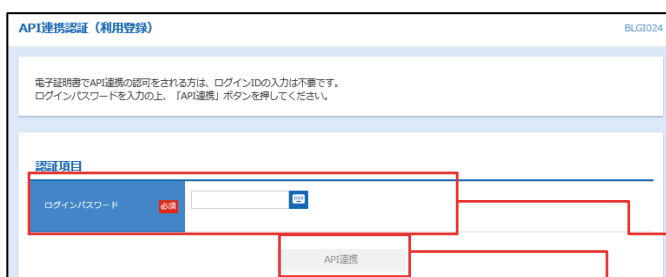 API連携認証（利用登録）
BLGI024
電子証明書でAPI連携の認可をされる方は、ログインIDの入力は不要です。
ログインパスワードを入力の上、「API連携」ボタンを押してください。
認証項目
ログインパスワード 必須
API連携